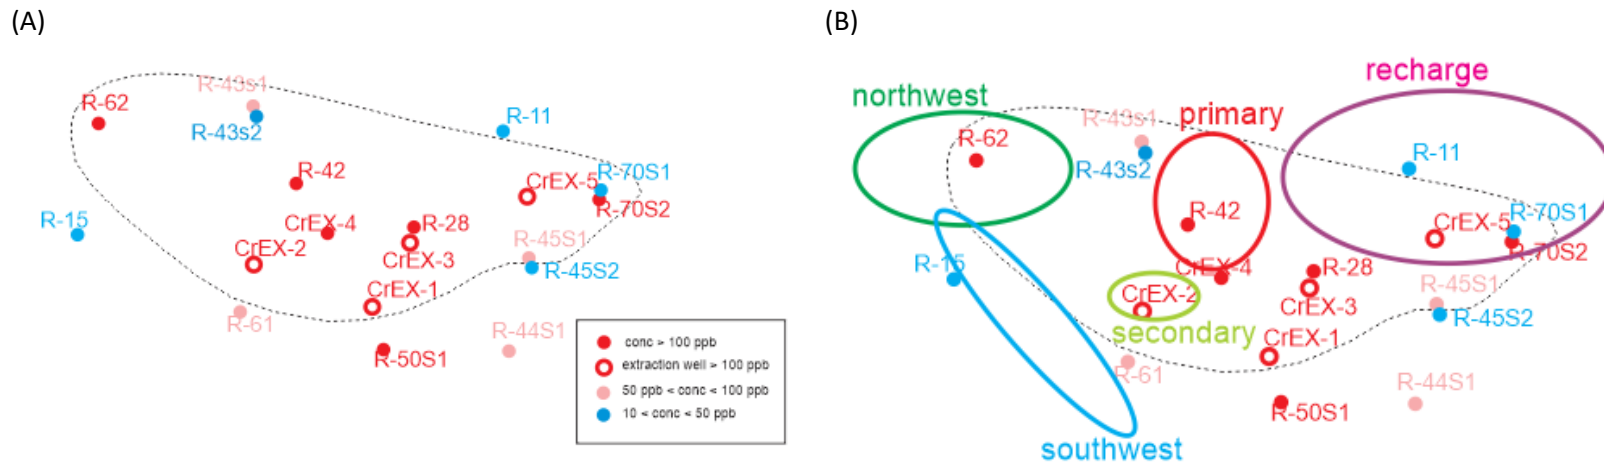 (A)
R-43s1
R-62
R-43s2
R-11
R-42
CrEX-5
R-70S1
R-70S2
R-15
CrEX-4
R-28
CrEX-2
CrEX-3
R-45S1
R-45S2
CrEX-1
R-61
R-44S1
R-50S1
conc > 100 ppb
extraction well > 100 ppb
50 ppb < conc < 100 ppb
10 < conc < 50 ppb
(B)
recharge
northwest
primary
R-43s1
R-62
R-43s2
R-11
R-42
CrEX-5
R-70S1
R-70S2
R-15
CrEX-4
R-28
CrEX-2
CrEX-3
R-45S1
R-45S2
secondary
CrEX-1
R-61
R-44S1
R-50S1
southwest